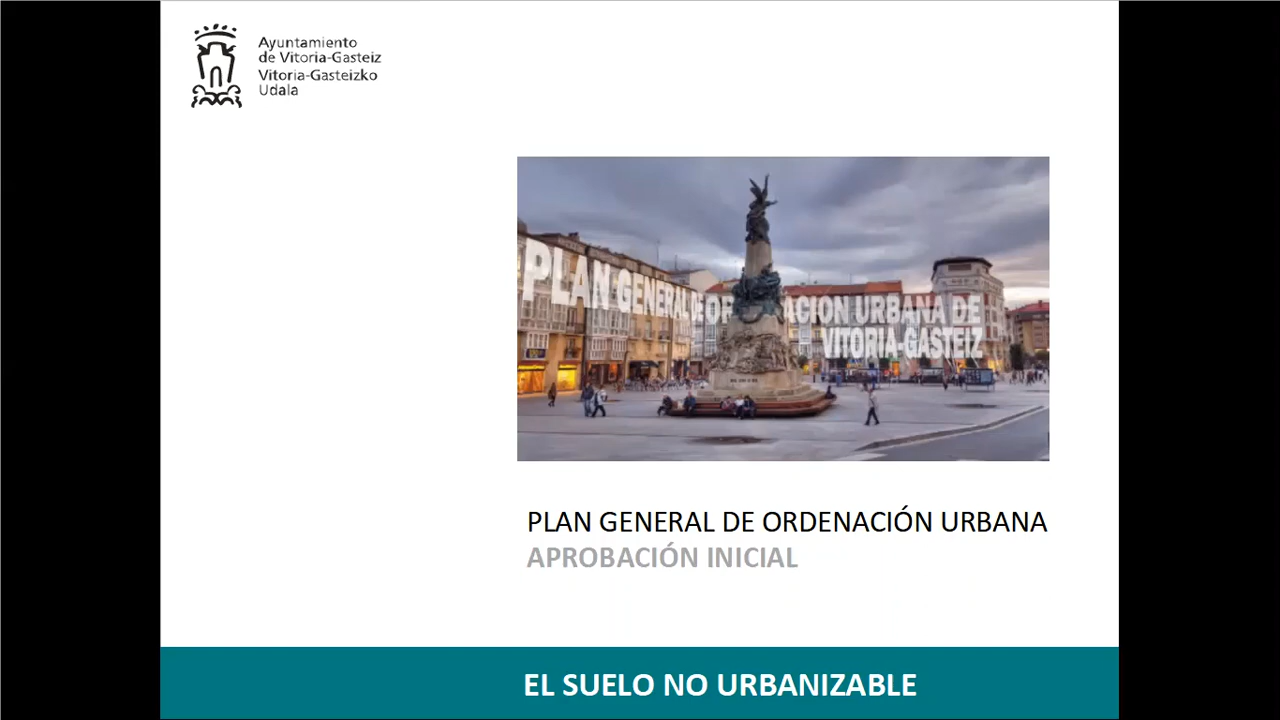 Ayuntamiento
de Vitoria-Gasteiz
Vitoria-Gasteizko
Udala
PLAN GENERAL DE ORDENACION URBANA DE
VITORIA-GASTEIZ
PLAN GENERAL DE ORDENACIÓN URBANA
APROBACIÓN INICIAL
EL SUELO NO URBANIZABLE